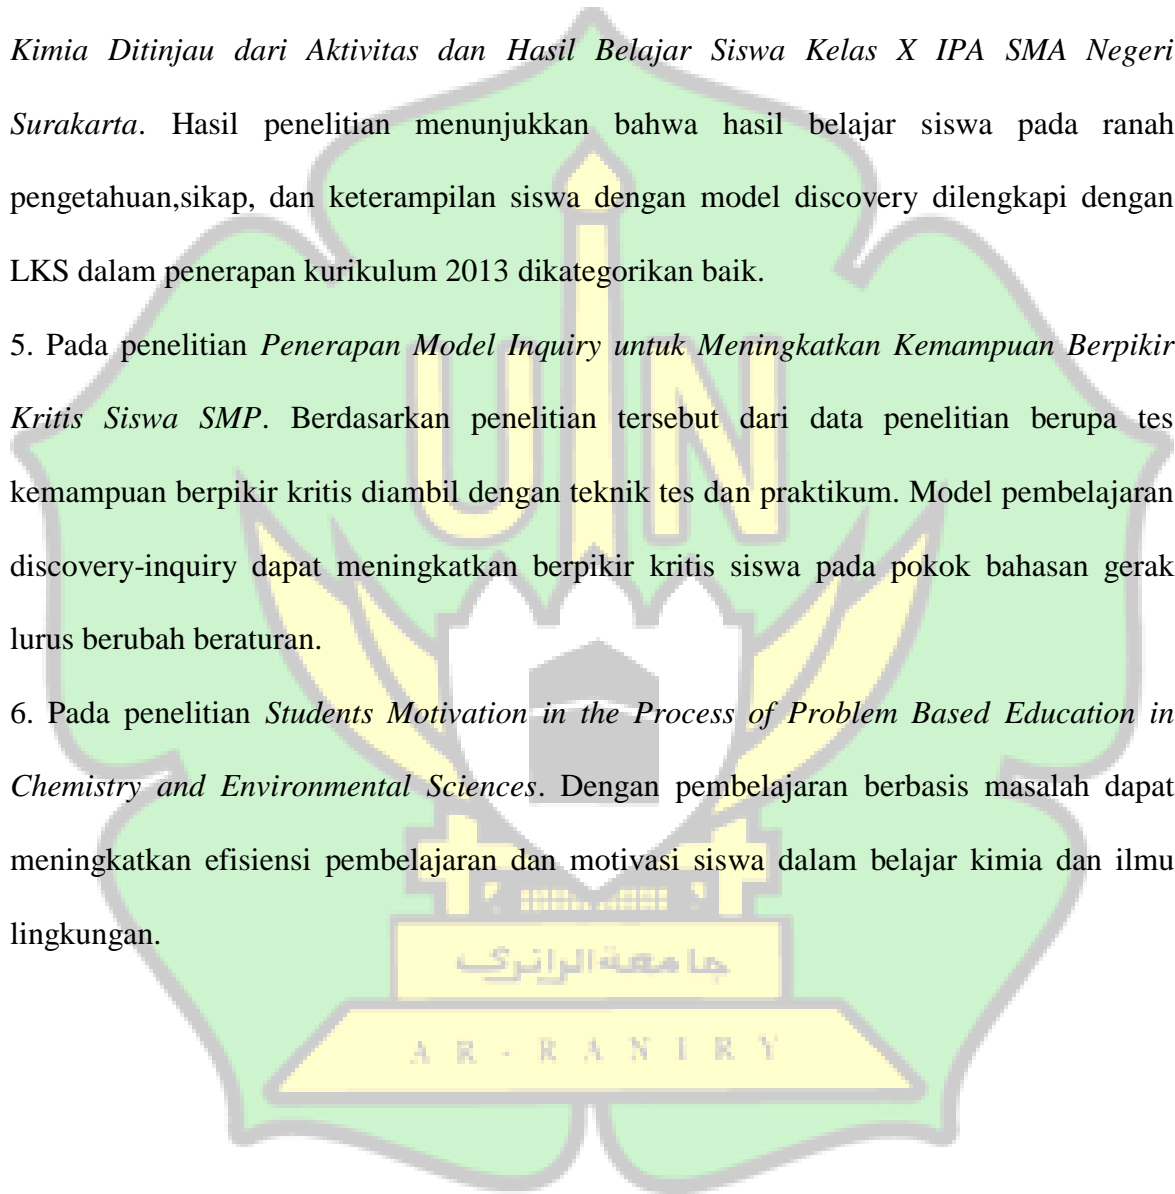 Kimia Ditinjau dari Aktivitas dan Hasil Belajar Siswa Kelas X IPA SMA Negeri
Surakarta. Hasil penelitian menunjukkan bahwa hasil belajar siswa pada ranah
pengetahuan,sikap, dan keterampilan siswa dengan model discovery dilengkapi dengan
LKS dalam penerapan kurikulum 2013 dikategorikan baik.
5. Pada penelitian Penerapan Model Inquiry untuk Meningkatkan Kemampuan Berpikir
Kritis Siswa SMP. Berdasarkan penelitian tersebut dari data penelitian berupa tes
kemampuan berpikir kritis diambil dengan teknik tes dan praktikum. Model pembelajaran
discovery-inquiry dapat meningkatkan berpikir kritis siswa pada pokok bahasan gerak
lurus berubah beraturan.
6. Pada penelitian Students Motivation in the Process of Problem Based Education in
Chemistry and Environmental Sciences. Dengan pembelajaran berbasis masalah dapat
meningkatkan efisiensi pembelajaran dan motivasi siswa dalam belajar kimia dan ilmu
lingkungan.
UIN
جامعة الرانري
AR-RANIRY